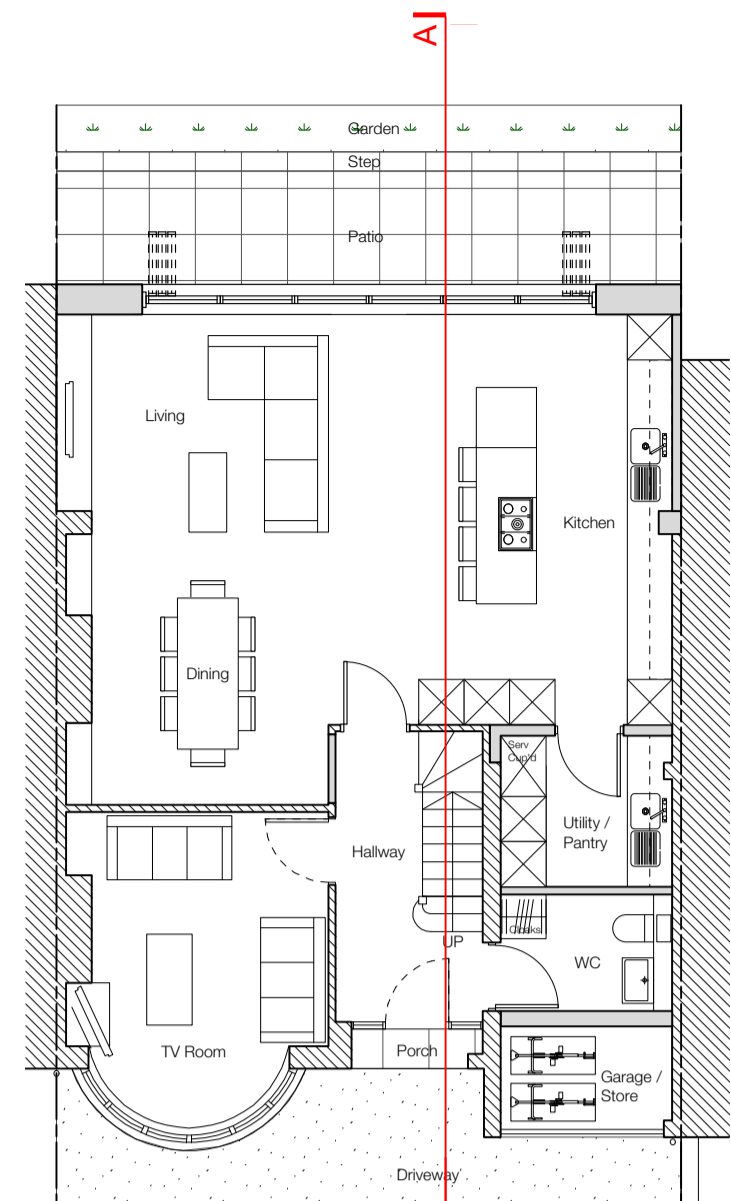 A
Garden
Step
Patio
Living
Kitchen
Dining
Serv
Cup'd
Utility /
Pantry
Hallway
Cloaks
UP
WC
TV Room
Porch
Garage /
Store
Driveway